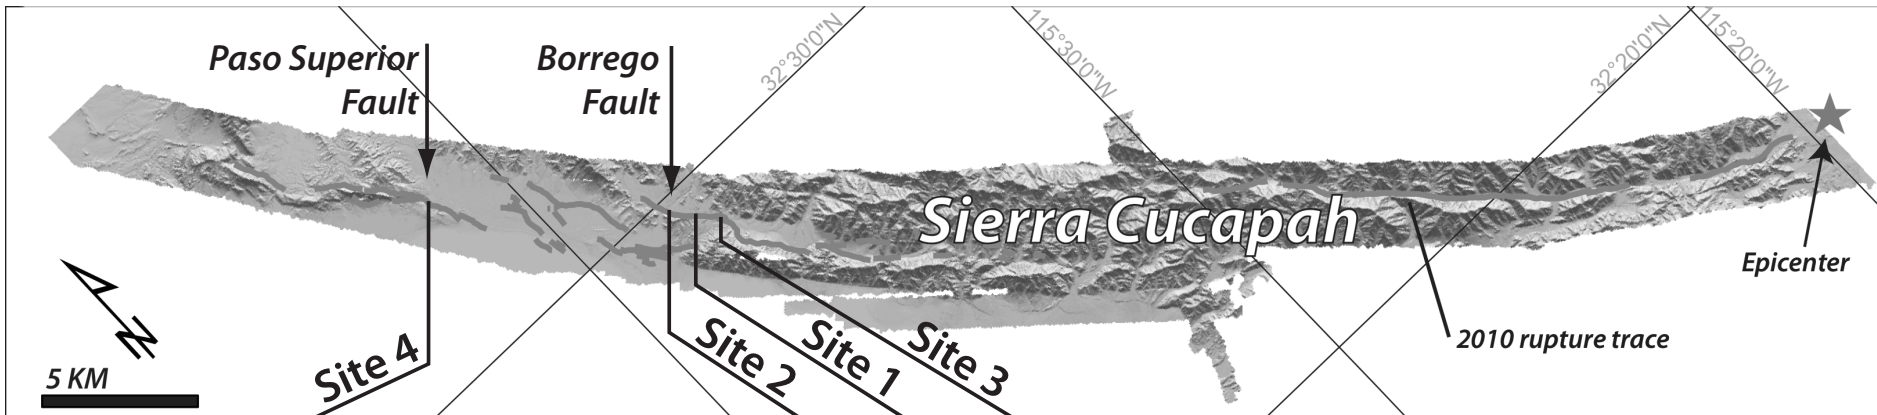 Paso Superior
Fault
Borrego
Fault
32°30'0"N
115°30'0"W
32°20'0"N
115°20'0"W
Sierra Cucapah
Epicenter
2010 rupture trace
N
5 KM
Site 4
Site 2
Site 1
Site 3